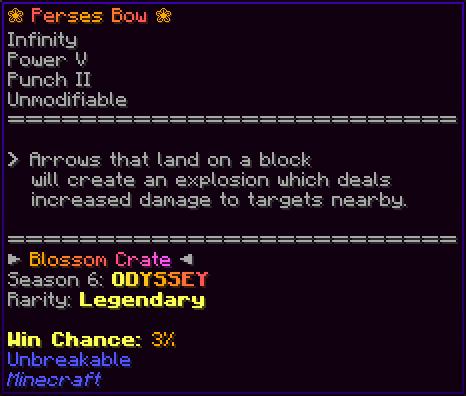 ❀ Perses Bow ❀
Infinity
Power V
Punch II
Unmodifiable
==============================
> Arrows that land on a block
will create an explosion which deals
increased damage to targets nearby.
==============================
► Blossom Crate ◄
Season 6: ODYSSEY
Rarity: Legendary
Win Chance: 3%
Unbreakable
Minecraft